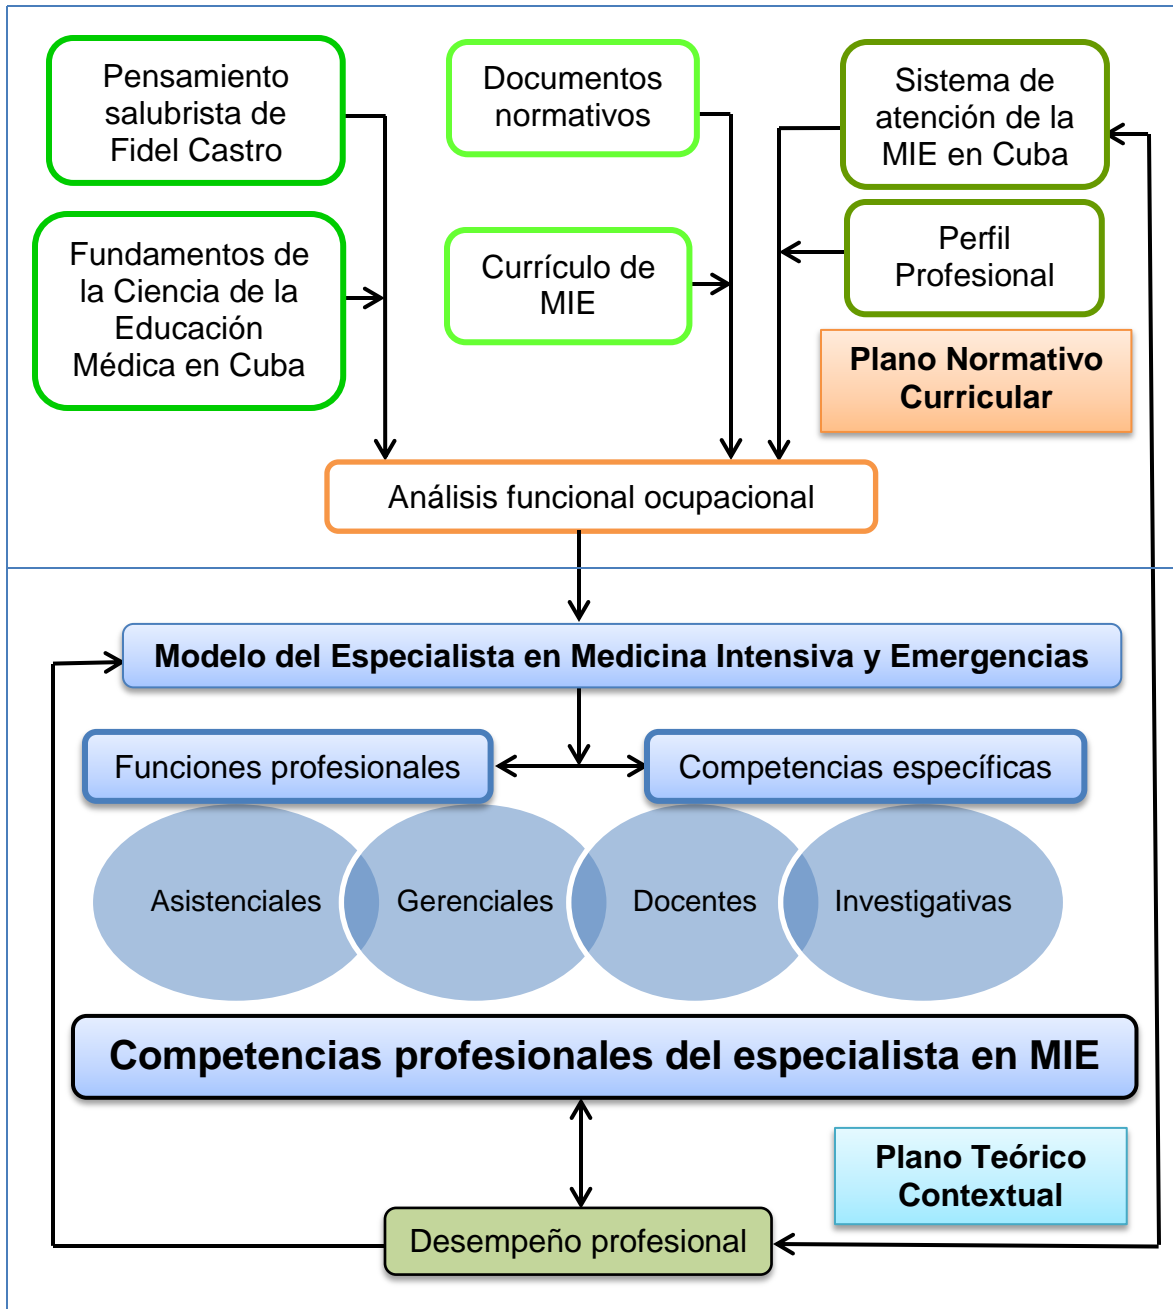 Pensamiento
salubrista de
Fidel Castro
Documentos
normativos
Sistema de
atención de la
MIE en Cuba
Fundamentos de
la Ciencia de la
Educación
Médica en Cuba
Currículo de
MIE
Perfil
Profesional
Plano Normativo
Curricular
Análisis funcional ocupacional
Modelo del Especialista en Medicina Intensiva y Emergencias
Funciones profesionales
Competencias específicas
Asistenciales
Gerenciales
Docentes
Investigativas
Competencias profesionales del especialista en MIE
Plano Teórico
Contextual
Desempeño profesional